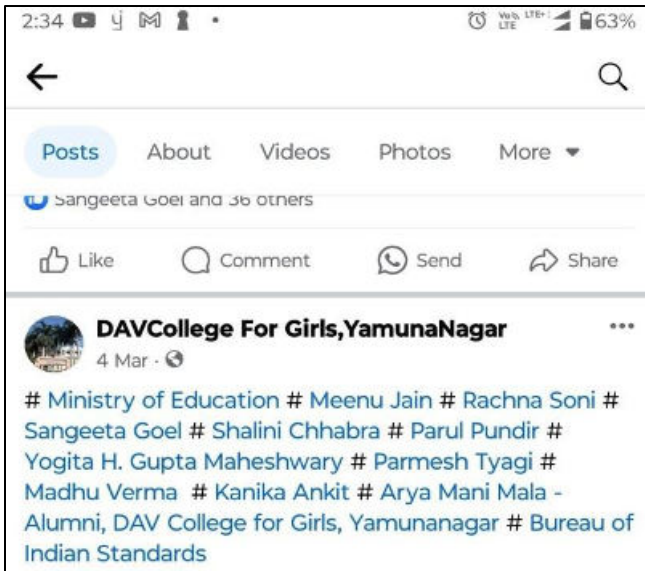 2:34
VoD LTE LTE+ 63%
Posts About Videos Photos More
Sangeeta Goel and 36 others
Like Comment Send Share
DAVCollege For Girls,YamunaNagar
4 Mar ·
# Ministry of Education # Meenu Jain # Rachna Soni #
Sangeeta Goel # Shalini Chhabra # Parul Pundir #
Yogita H. Gupta Maheshwary # Parmesh Tyagi #
Madhu Verma # Kanika Ankit # Arya Mani Mala -
Alumni, DAV College for Girls, Yamunanagar # Bureau of
Indian Standards